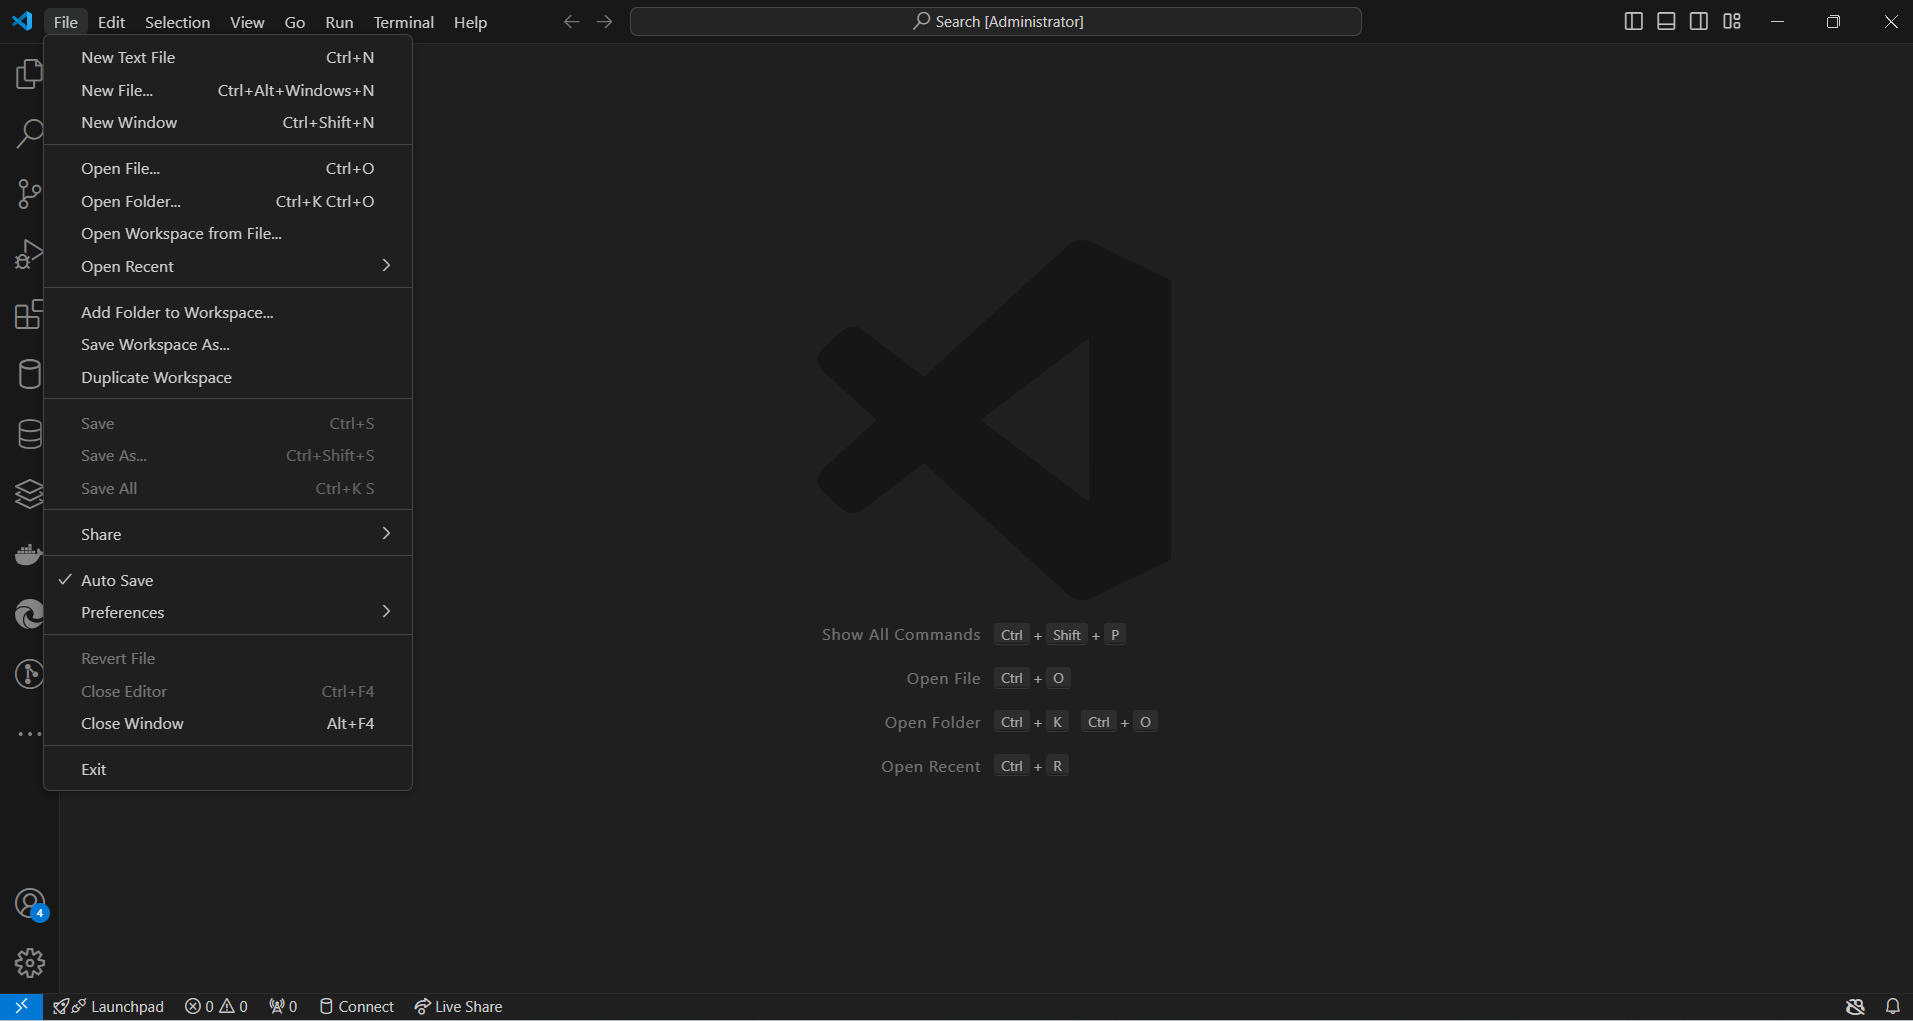 File Edit Selection View Go Run Terminal Help Search [Administrator]
New Text File Ctrl+N
New File... Ctrl+Alt+Windows+N
New Window Ctrl+Shift+N
Open File... Ctrl+O
Open Folder... Ctrl+K Ctrl+O
Open Workspace from File...
Open Recent
Add Folder to Workspace...
Save Workspace As...
Duplicate Workspace
Save Ctrl+S
Save As... Ctrl+Shift+S
Save All Ctrl+K S
Share
Auto Save
Preferences
Revert File
Close Editor Ctrl+F4
Close Window Alt+F4
Exit
Show All Commands Ctrl + Shift + P
Open File Ctrl + O
Open Folder Ctrl + K Ctrl + O
Open Recent Ctrl + R
4
Launchpad 0 0 0 Connect Live Share